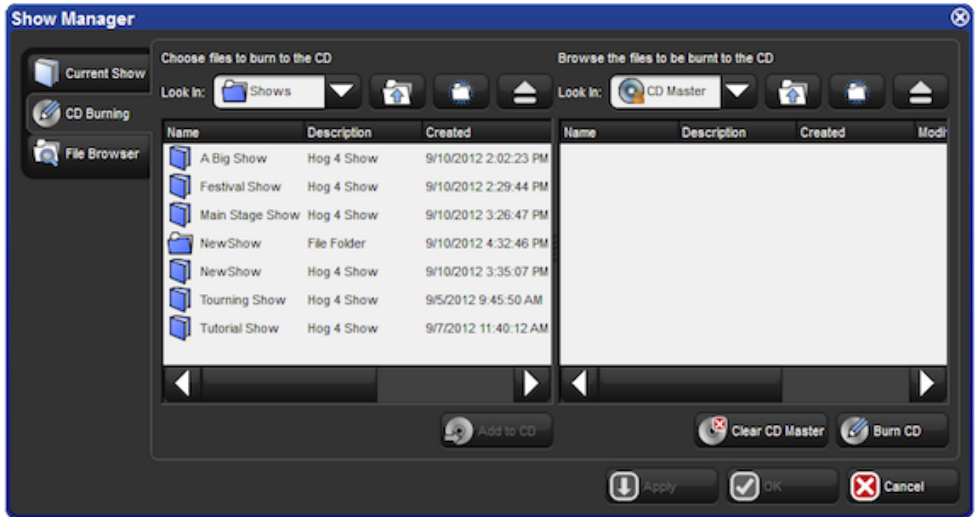 Show Manager
Current Show
CD Burning
File Browser
Choose files to burn to the CD
Look In: Shows
Name Description Created
A Big Show Hog 4 Show 9/10/2012 2:02:23 PM
Festival Show Hog 4 Show 9/10/2012 2:29:44 PM
Main Stage Show Hog 4 Show 9/10/2012 3:26:47 PM
NewShow File Folder 9/10/2012 4:32:46 PM
NewShow Hog 4 Show 9/10/2012 3:35:07 PM
Tourning Show Hog 4 Show 9/5/2012 9:45:50 AM
Tutorial Show Hog 4 Show 9/7/2012 11:40:12 AM
Add to CD
Browse the files to be burnt to the CD
Look In: CD Master
Name Description Created Modi
Clear CD Master Burn CD
Apply OK Cancel